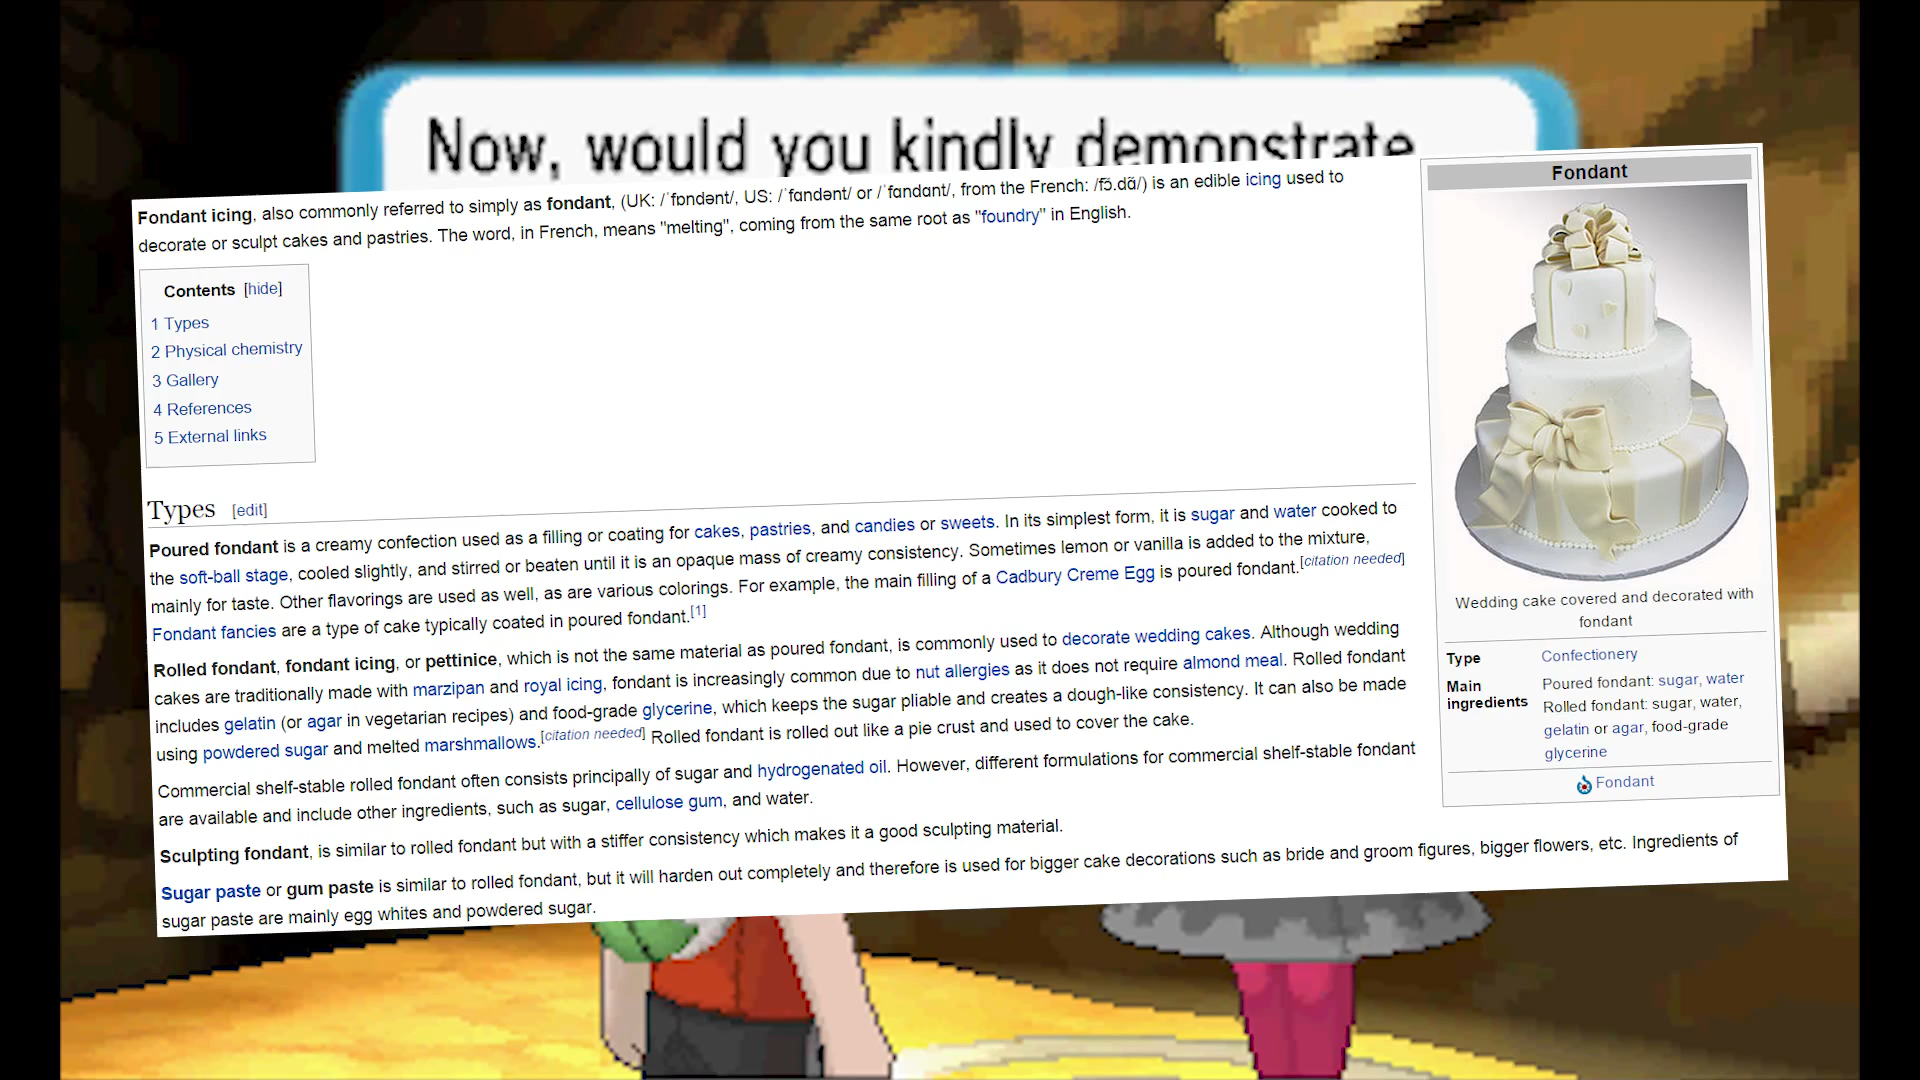 Now, would you kindly demonstrate
Fondant icing, also commonly referred to simply as fondant, (UK: /ˈfɒndənt/, US: /ˈfɑndənt/ or /ˈfɑndɑnt/, from the French: /fɔ̃.dɑ̃/) is an edible icing used to
decorate or sculpt cakes and pastries. The word, in French, means "melting", coming from the same root as "foundry" in English.
Contents [hide]
1 Types
2 Physical chemistry
3 Gallery
4 References
5 External links
Types [edit]
Poured fondant is a creamy confection used as a filling or coating for cakes, pastries, and candies or sweets. In its simplest form, it is sugar and water cooked to
the soft-ball stage, cooled slightly, and stirred or beaten until it is an opaque mass of creamy consistency. Sometimes lemon or vanilla is added to the mixture,
mainly for taste. Other flavorings are used as well, as are various colorings. For example, the main filling of a Cadbury Creme Egg is poured fondant.[citation needed]
Fondant fancies are a type of cake typically coated in poured fondant.[1]
Rolled fondant, fondant icing, or pettinice, which is not the same material as poured fondant, is commonly used to decorate wedding cakes. Although wedding
cakes are traditionally made with marzipan and royal icing, fondant is increasingly common due to nut allergies as it does not require almond meal. Rolled fondant
includes gelatin (or agar in vegetarian recipes) and food-grade glycerine, which keeps the sugar pliable and creates a dough-like consistency. It can also be made
using powdered sugar and melted marshmallows.[citation needed] Rolled fondant is rolled out like a pie crust and used to cover the cake.
Commercial shelf-stable rolled fondant often consists principally of sugar and hydrogenated oil. However, different formulations for commercial shelf-stable fondant
are available and include other ingredients, such as sugar, cellulose gum, and water.
Sculpting fondant, is similar to rolled fondant but with a stiffer consistency which makes it a good sculpting material.
Sugar paste or gum paste is similar to rolled fondant, but it will harden out completely and therefore is used for bigger cake decorations such as bride and groom figures, bigger flowers, etc. Ingredients of
sugar paste are mainly egg whites and powdered sugar.
Fondant
Wedding cake covered and decorated with
fondant
Type Confectionery
Main ingredients Poured fondant: sugar, water
Rolled fondant: sugar, water,
gelatin or agar, food-grade
glycerine
Fondant